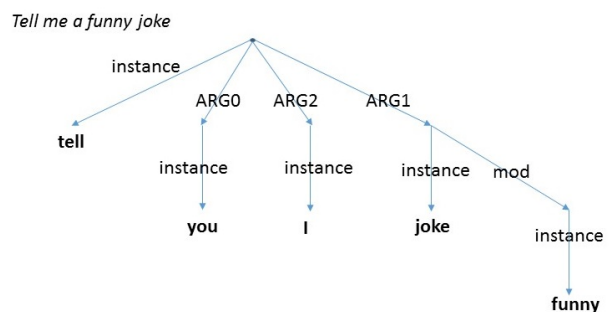 Tell me a funny joke
instance
ARG0 ARG2 ARG1
tell
instance instance instance mod
you I joke
instance
funny